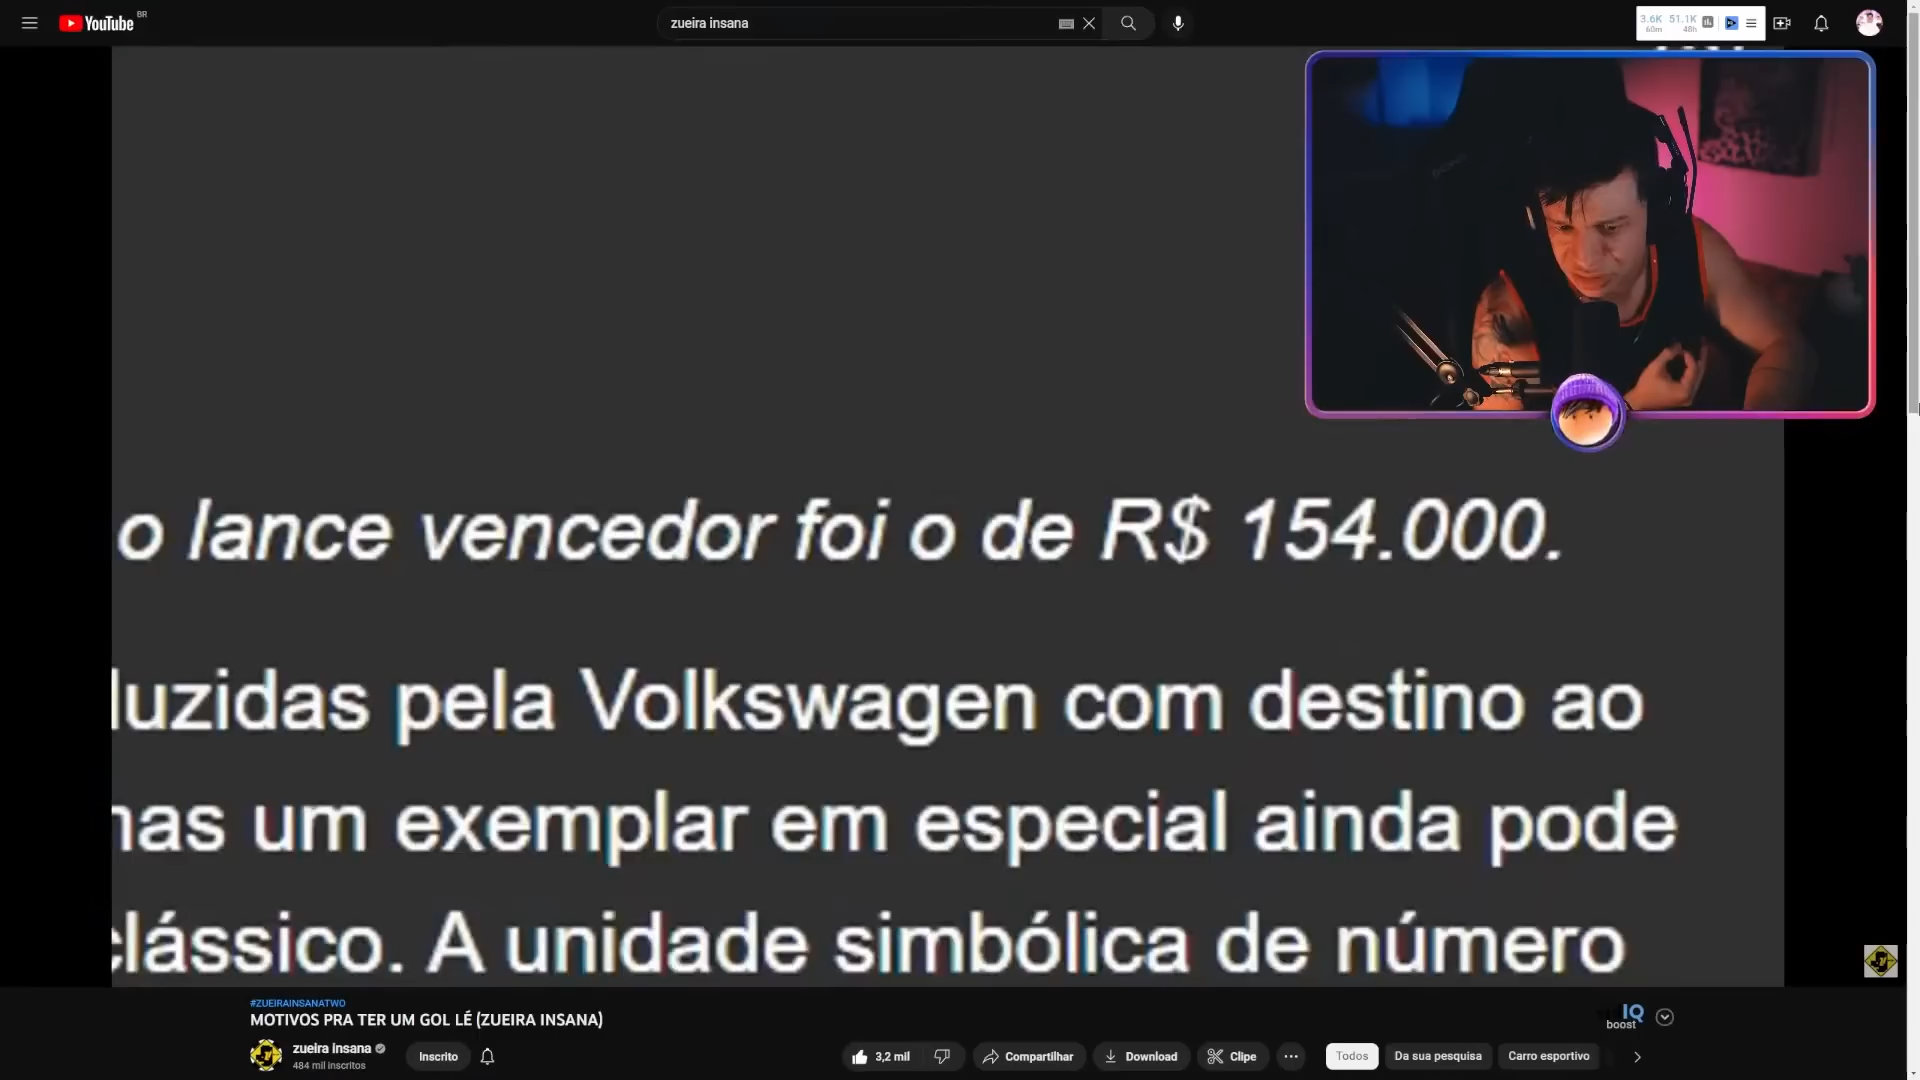 YouTube BR
zueira insana
3.6K 51.1K
60m 48h
o lance vencedor foi o de R$ 154.000.
luzidas pela Volkswagen com destino ao
nas um exemplar em especial ainda pode
clássico. A unidade simbólica de número
#ZUEIRAINSANATWO
MOTIVOS PRA TER UM GOL LÉ (ZUEIRA INSANA)
IQ
boost
zueira insana
484 mil inscritos
Inscrito
3,2 mil
Compartilhar
Download
Clipe
Todos
Da sua pesquisa
Carro esportivo